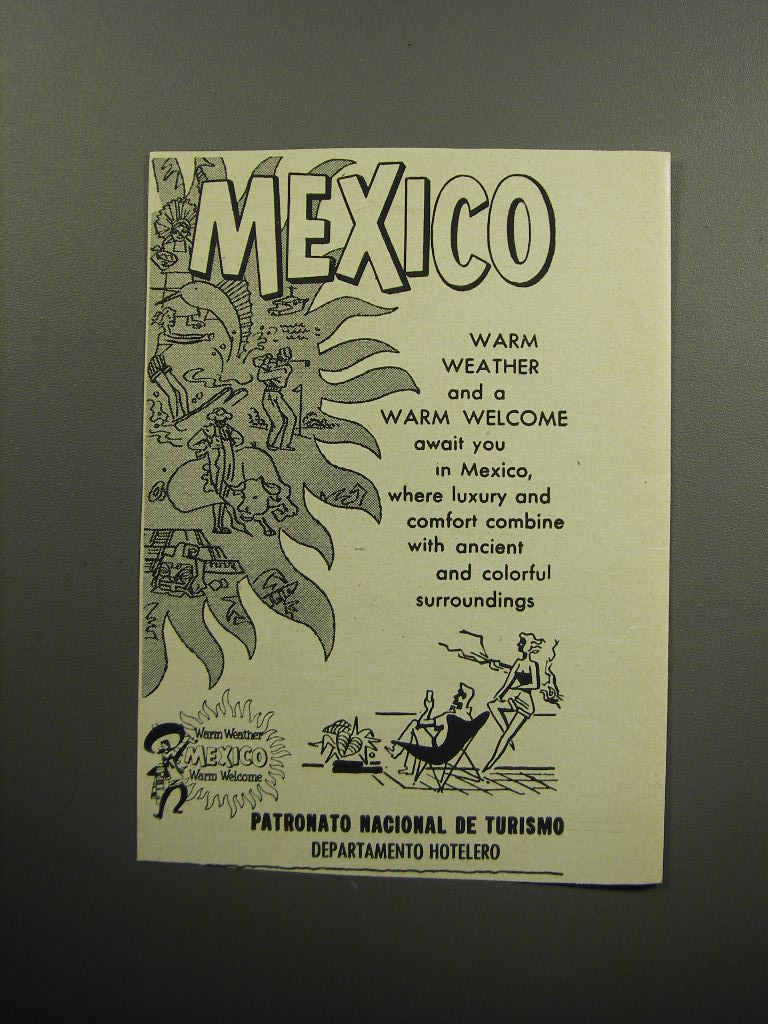 MEXICO
WARM
WEATHER
and a
WARM WELCOME
await you
in Mexico,
where luxury and
comfort combine
with ancient
and colorful
surroundings
Warm Weather
MEXICO
Warm Welcome
PATRONATO NACIONAL DE TURISMO
DEPARTAMENTO HOTELERO